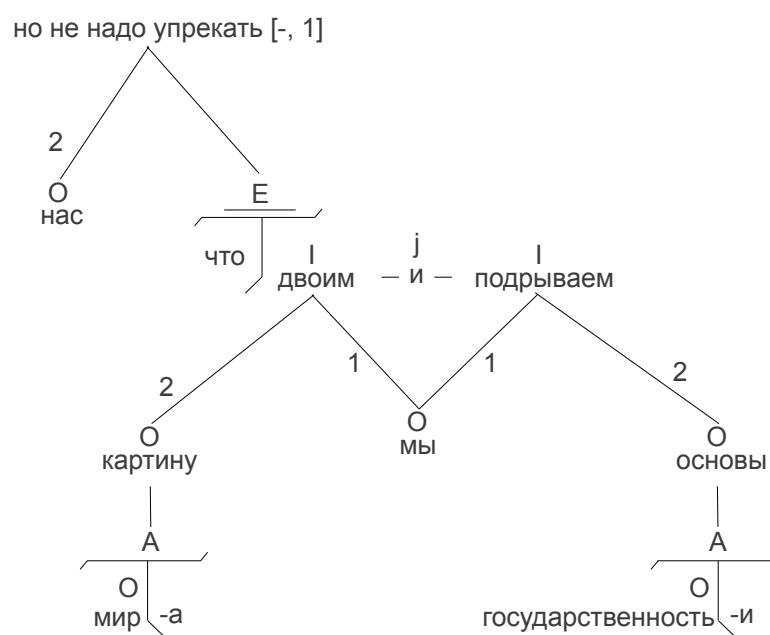 но не надо упрекать [-, 1]
2
О
нас
Е
что
I
двоим
j
– и –
I
подрываем
2
1
1
2
О
картину
О
мы
О
основы
А
О
мир
-а
А
О
государственность
-и